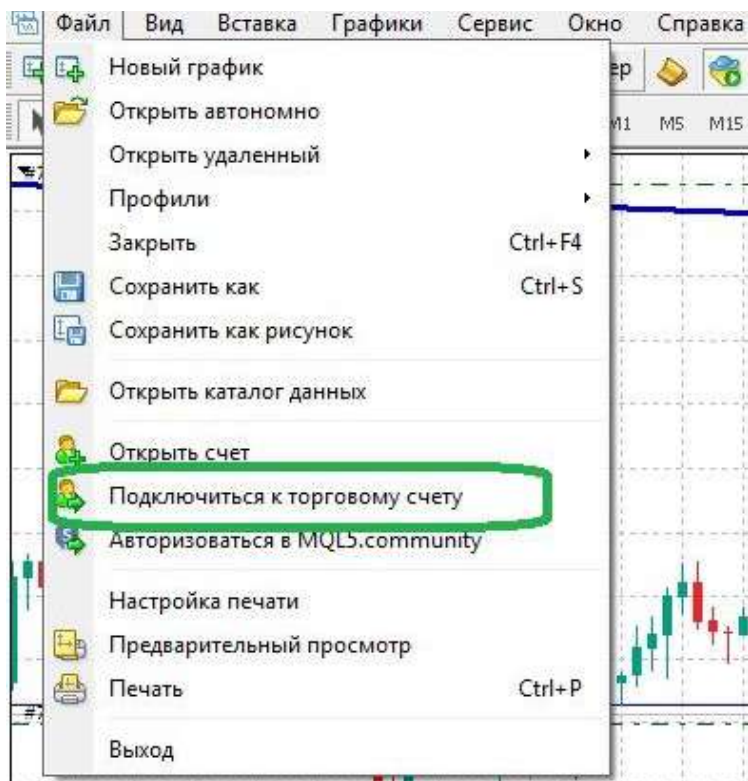 Файл Вид Вставка Графики Сервис Окно Справка
Новый график
Открыть автономно
M1 M5 M15
Открыть удаленный
Профили
Закрыть Ctrl+F4
Сохранить как Ctrl+S
Сохранить как рисунок
Открыть каталог данных
Открыть счет
Подключиться к торговому счету
Авторизоваться в MQL5.community
Настройка печати
Предварительный просмотр
Печать Ctrl+P
Выход